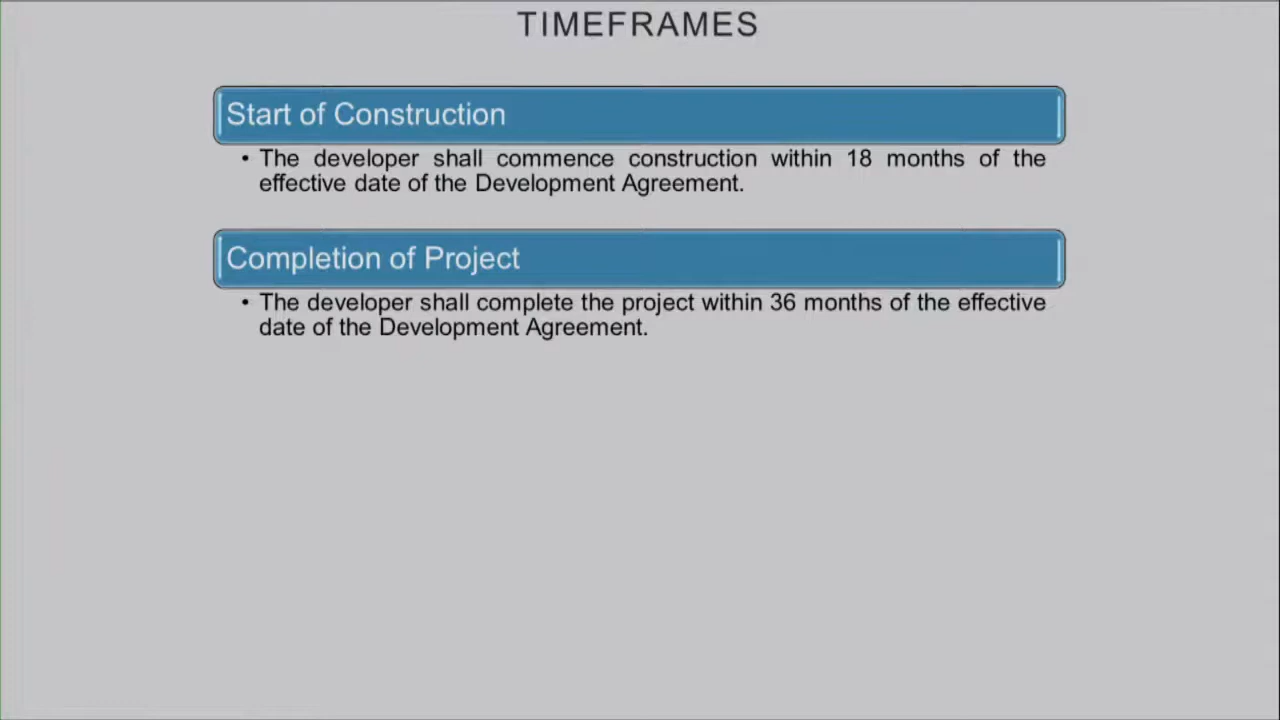 TIMEFRAMES
Start of Construction
• The developer shall commence construction within 18 months of the
effective date of the Development Agreement.
Completion of Project
• The developer shall complete the project within 36 months of the effective
date of the Development Agreement.